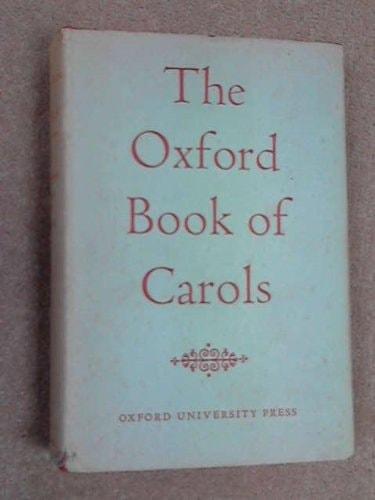 The
Oxford
Book of
Carols
OXFORD UNIVERSITY PRESS